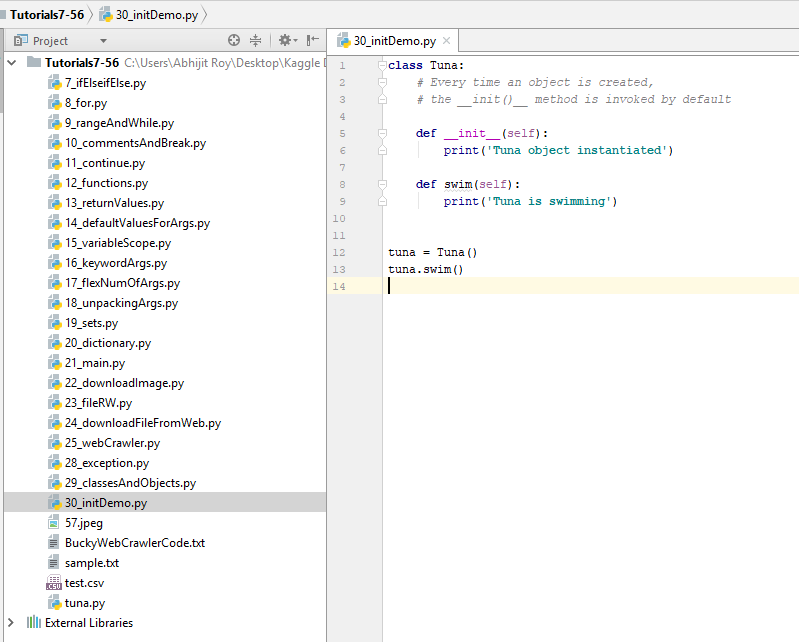 Tutorials7-56 30_initDemo.py
Project
30_initDemo.py
Tutorials7-56 C:\Users\Abhijit Roy\Desktop\Kaggle D
7_ifElseifElse.py
8_for.py
9_rangeAndWhile.py
10_commentsAndBreak.py
11_continue.py
12_functions.py
13_returnValues.py
14_defaultValuesForArgs.py
15_variableScope.py
16_keywordArgs.py
17_flexNumOfArgs.py
18_unpackingArgs.py
19_sets.py
20_dictionary.py
21_main.py
22_downloadImage.py
23_fileRW.py
24_downloadFileFromWeb.py
25_webCrawler.py
28_exception.py
29_classesAndObjects.py
30_initDemo.py
57.jpeg
BuckyWebCrawlerCode.txt
sample.txt
CSV test.csv
tuna.py
External Libraries
1 class Tuna:
2 # Every time an object is created,
3 # the __init()__ method is invoked by default
4
5 def __init__(self):
6 print('Tuna object instantiated')
7
8 def swim(self):
9 print('Tuna is swimming')
10
11
12 tuna = Tuna()
13 tuna.swim()
14